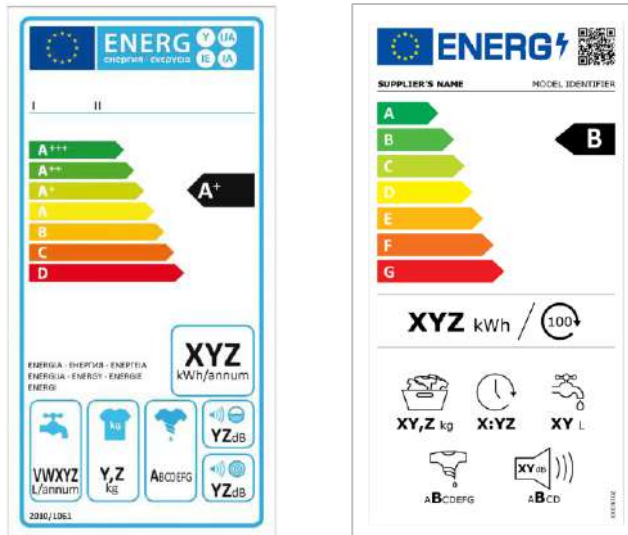 ENERG Y UA
енергия · ενεργεια IE IA
I II
A+++
A++
A+
A
B
C
D
A+
ENERGIA · ЕНЕРГИЯ · ΕΝΕΡΓΕΙΑ
ENERGIJA · ENERGY · ENERGIE
ENERGI
XYZ
kWh/annum
VWXYZ
L/annum
kg
Y,Z
kg
ABCDEFG
YZdB
YZdB
2010/1061
ENERG
SUPPLIER'S NAME MODEL IDENTIFIER
A
B
C
D
E
F
G
B
XYZ kWh / 100
XY,Z kg X:YZ XY L
ABCDEFG
XYdB
ABCD